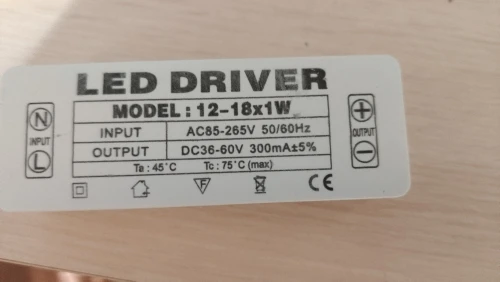 LED DRIVER
MODEL : 12-18x1W
INPUT AC85-265V 50/60Hz
OUTPUT DC36-60V 300mA±5%
Ta : 45°C Tc : 75°C (max)
N
INPUT
L
+
OUTPUT
−
F
CE